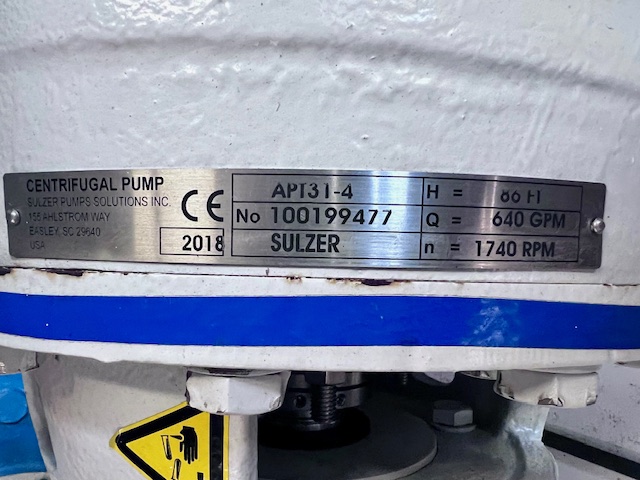 CENTRIFUGAL PUMP
SULZER PUMPS SOLUTIONS INC.
155 AHLSTROM WAY
EASLEY, SC 29640
USA
CE
2018
APT31-4
No 100199477
SULZER
H = 86 FT
Q = 640 GPM
n = 1740 RPM